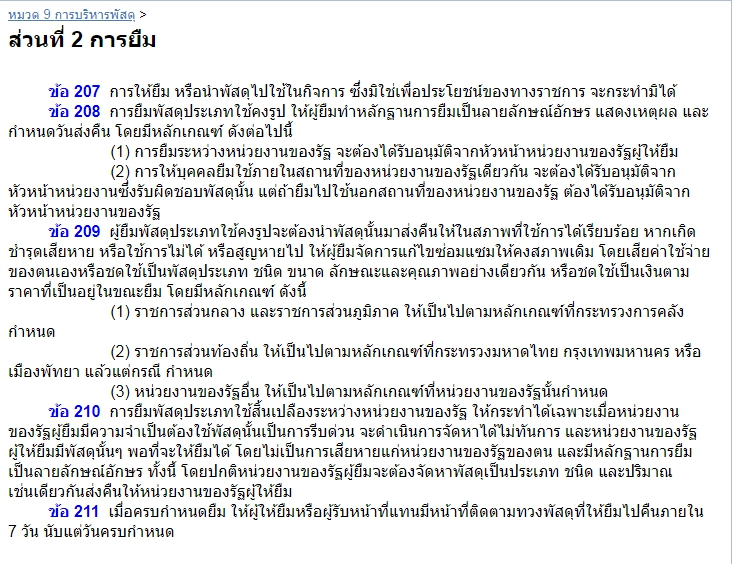 หมวด 9 การบริหารพัสดุ >
ส่วนที่ 2 การยืม
ข้อ 207 การให้ยืม หรือนำพัสดุไปใช้ในกิจการ ซึ่งมิใช่เพื่อประโยชน์ของทางราชการ จะกระทำมิได้
ข้อ 208 การยืมพัสดุประเภทใช้คงรูป ให้ผู้ยืมทำหลักฐานการยืมเป็นลายลักษณ์อักษร แสดงเหตุผล และ
กำหนดวันส่งคืน โดยมีหลักเกณฑ์ ดังต่อไปนี้
(1) การยืมระหว่างหน่วยงานของรัฐ จะต้องได้รับอนุมัติจากหัวหน้าหน่วยงานของรัฐผู้ให้ยืม
(2) การให้บุคคลยืมใช้ภายในสถานที่ของหน่วยงานของรัฐเดียวกัน จะต้องได้รับอนุมัติจาก
หัวหน้าหน่วยงานซึ่งรับผิดชอบพัสดุนั้น แต่ถ้ายืมไปใช้นอกสถานที่ของหน่วยงานของรัฐ ต้องได้รับอนุมัติจาก
หัวหน้าหน่วยงานของรัฐ
ข้อ 209 ผู้ยืมพัสดุประเภทใช้คงรูปจะต้องนำพัสดุนั้นมาส่งคืนให้ในสภาพที่ใช้การได้เรียบร้อย หากเกิด
ชำรุดเสียหาย หรือใช้การไม่ได้ หรือสูญหายไป ให้ผู้ยืมจัดการแก้ไขซ่อมแซมให้คงสภาพเดิม โดยเสียค่าใช้จ่าย
ของตนเองหรือชดใช้เป็นพัสดุประเภท ชนิด ขนาด ลักษณะและคุณภาพอย่างเดียวกัน หรือชดใช้เป็นเงินตาม
ราคาที่เป็นอยู่ในขณะยืม โดยมีหลักเกณฑ์ ดังนี้
(1) ราชการส่วนกลาง และราชการส่วนภูมิภาค ให้เป็นไปตามหลักเกณฑ์ที่กระทรวงการคลัง
กำหนด
(2) ราชการส่วนท้องถิ่น ให้เป็นไปตามหลักเกณฑ์ที่กระทรวงมหาดไทย กรุงเทพมหานคร หรือ
เมืองพัทยา แล้วแต่กรณี กำหนด
(3) หน่วยงานของรัฐอื่น ให้เป็นไปตามหลักเกณฑ์ที่หน่วยงานของรัฐนั้นกำหนด
ข้อ 210 การยืมพัสดุประเภทใช้สิ้นเปลืองระหว่างหน่วยงานของรัฐ ให้กระทำได้เฉพาะเมื่อหน่วยงาน
ของรัฐผู้ยืมมีความจำเป็นต้องใช้พัสดุนั้นเป็นการรีบด่วน จะดำเนินการจัดหาได้ไม่ทันการ และหน่วยงานของรัฐ
ผู้ให้ยืมมีพัสดุนั้นๆ พอที่จะให้ยืมได้ โดยไม่เป็นการเสียหายแก่หน่วยงานของรัฐของตน และมีหลักฐานการยืม
เป็นลายลักษณ์อักษร ทั้งนี้ โดยปกติหน่วยงานของรัฐผู้ยืมจะต้องจัดหาพัสดุเป็นประเภท ชนิด และปริมาณ
เช่นเดียวกันส่งคืนให้หน่วยงานของรัฐผู้ให้ยืม
ข้อ 211 เมื่อครบกำหนดยืม ให้ผู้ให้ยืมหรือผู้รับหน้าที่แทนมีหน้าที่ติดตามทวงพัสดุที่ให้ยืมไปคืนภายใน
7 วัน นับแต่วันครบกำหนด